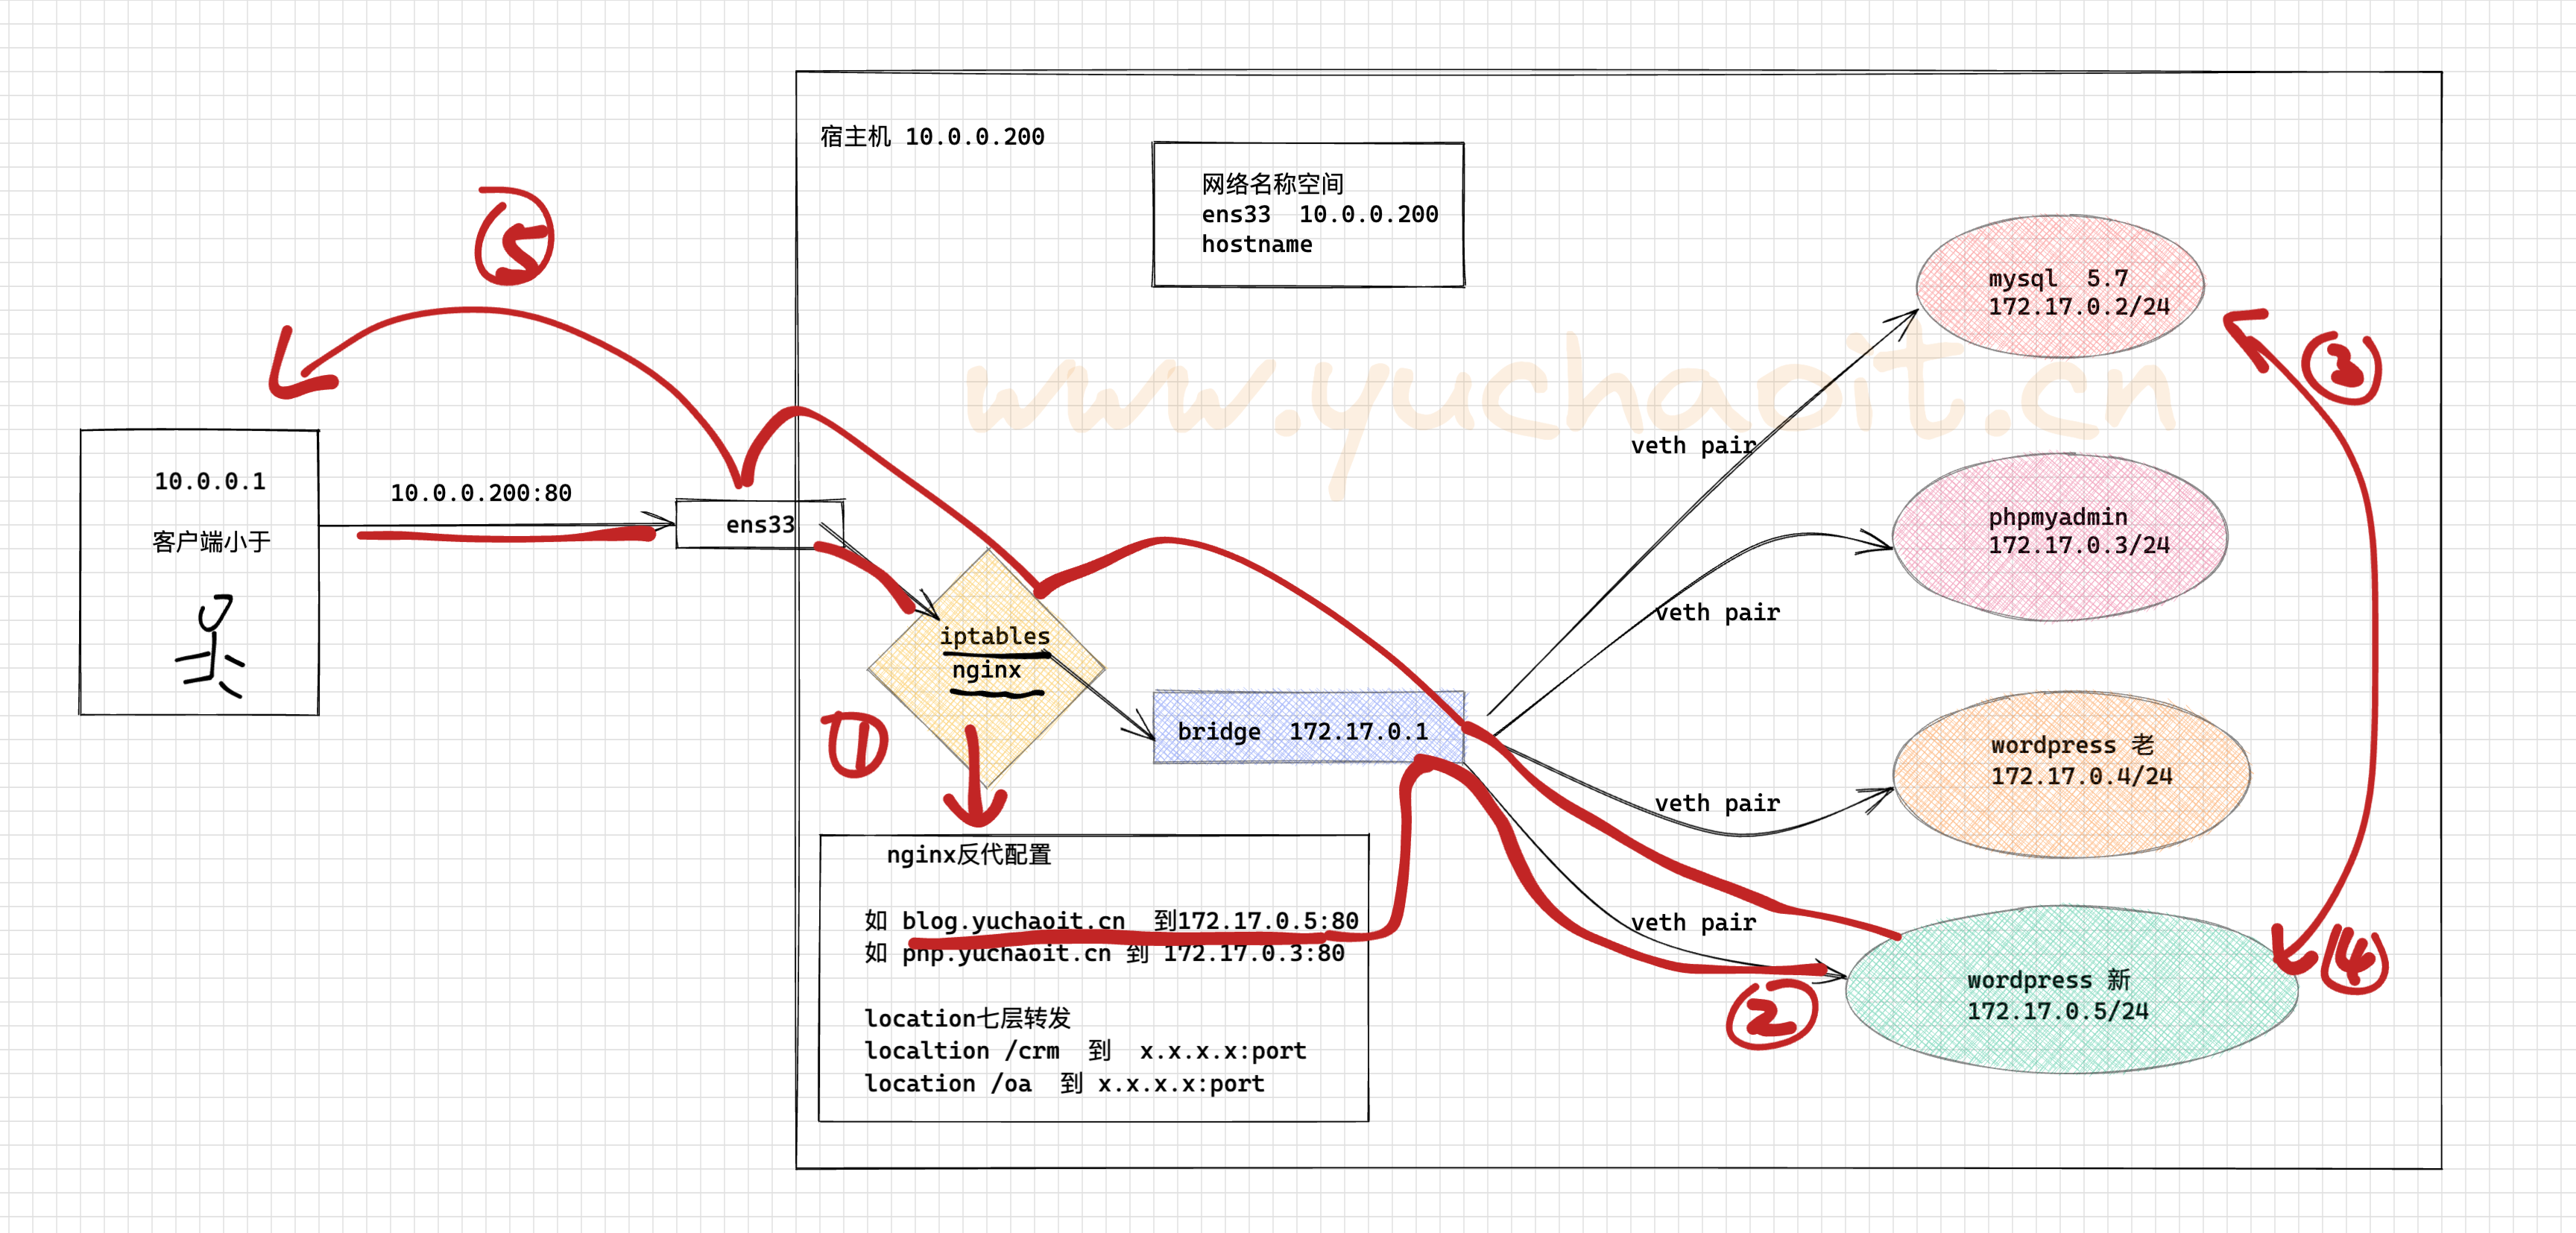 宿主机 10.0.0.200
网络名称空间
ens33 10.0.0.200
hostname
⑤
www.yuchaoit.cn
mysql 5.7
172.17.0.2/24
③
veth pair
10.0.0.1
客户端小于
10.0.0.200:80
ens33
phpmyadmin
172.17.0.3/24
veth pair
iptables
nginx
①
bridge 172.17.0.1
wordpress 老
172.17.0.4/24
veth pair
nginx反代配置
如 blog.yuchaoit.cn 到172.17.0.5:80
如 pnp.yuchaoit.cn 到 172.17.0.3:80
location七层转发
localtion /crm 到 x.x.x.x:port
location /oa 到 x.x.x.x:port
veth pair
②
wordpress 新
172.17.0.5/24
④